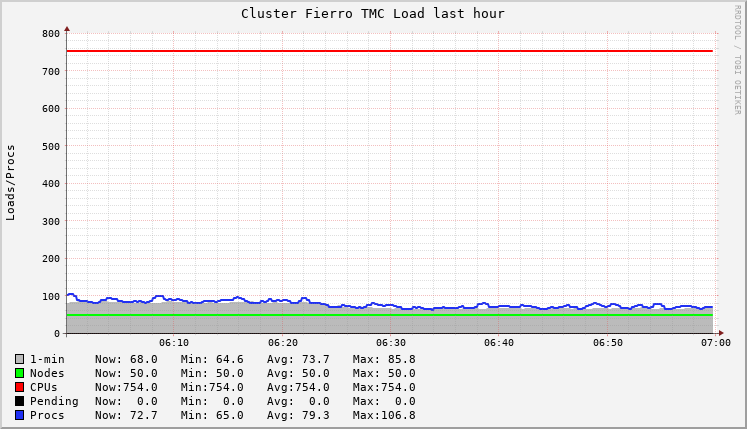 Cluster Fierro TMC Load last hour
RRDTOOL / TOBI OETIKER
Loads/Procs
800
700
600
500
400
300
200
100
0
06:10 06:20 06:30 06:40 06:50 07:00
1-min Now: 68.0 Min: 64.6 Avg: 73.7 Max: 85.8
Nodes Now: 50.0 Min: 50.0 Avg: 50.0 Max: 50.0
CPUs Now:754.0 Min:754.0 Avg:754.0 Max:754.0
Pending Now: 0.0 Min: 0.0 Avg: 0.0 Max: 0.0
Procs Now: 72.7 Min: 65.0 Avg: 79.3 Max:106.8